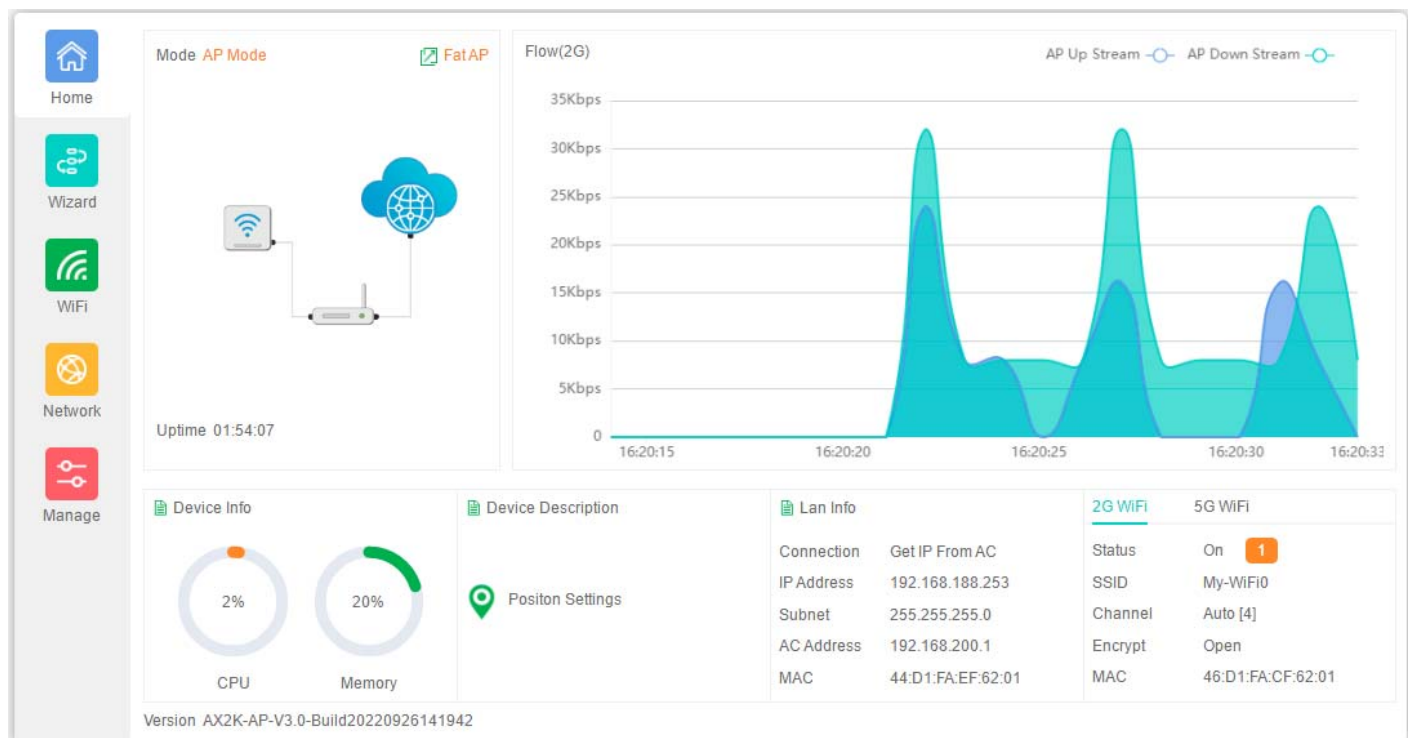 Home
Wizard
WiFi
Network
Manage
Mode AP Mode
Fat AP
Uptime 01:54:07
Flow(2G)
AP Up Stream
AP Down Stream
35Kbps
30Kbps
25Kbps
20Kbps
15Kbps
10Kbps
5Kbps
0
16:20:15 16:20:20 16:20:25 16:20:30 16:20:33
Device Info
2%
20%
CPU Memory
Device Description
Positon Settings
Lan Info
Connection Get IP From AC
IP Address 192.168.188.253
Subnet 255.255.255.0
AC Address 192.168.200.1
MAC 44:D1:FA:EF:62:01
2G WiFi 5G WiFi
Status On 1
SSID My-WiFi0
Channel Auto [4]
Encrypt Open
MAC 46:D1:FA:CF:62:01
Version AX2K-AP-V3.0-Build20220926141942